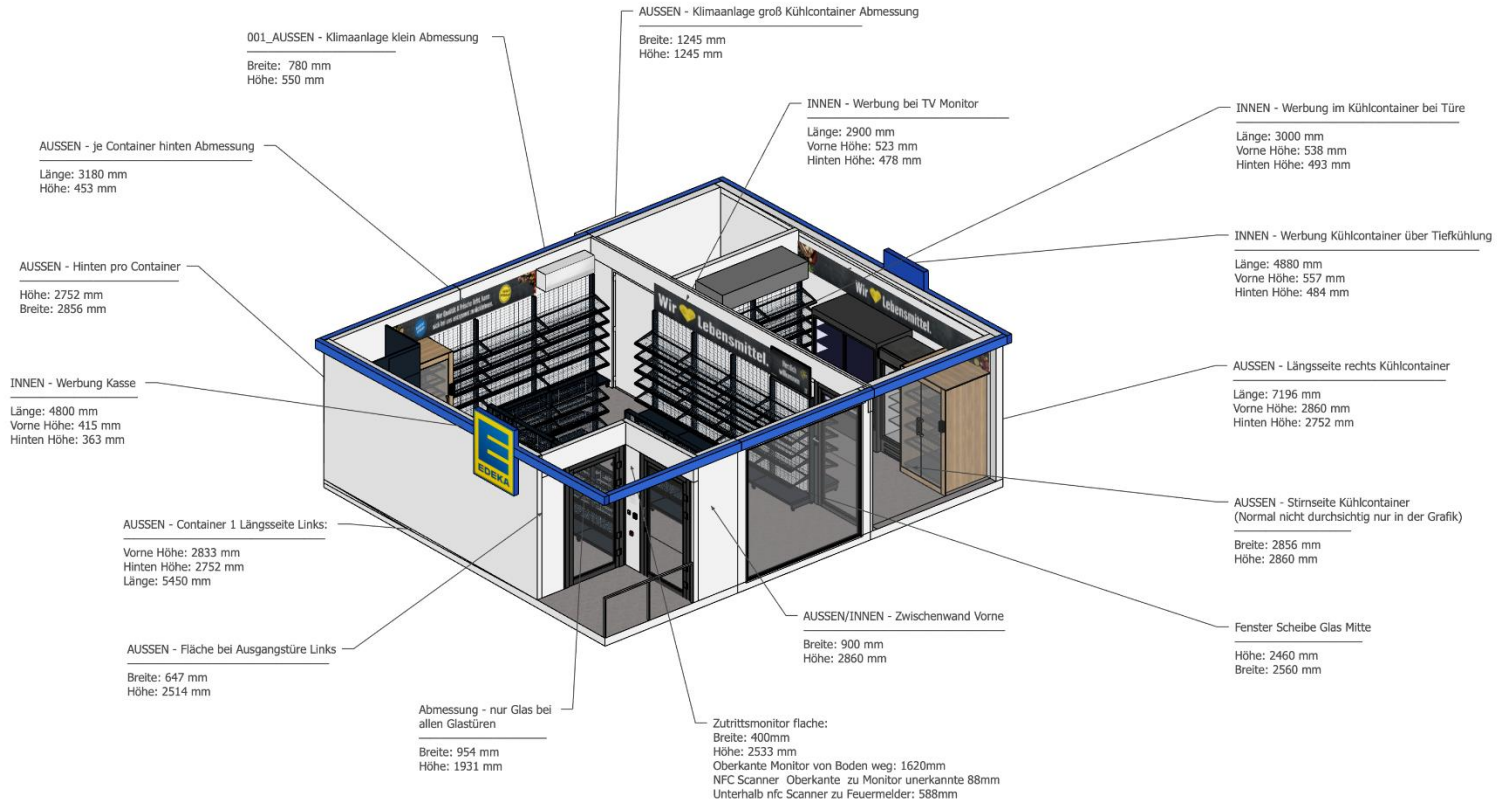 AUSSEN - Klimaanlage groß Kühlcontainer Abmessung
Breite: 1245 mm
Höhe: 1245 mm
001_AUSSEN - Klimaanlage klein Abmessung
Breite: 780 mm
Höhe: 550 mm
INNEN - Werbung bei TV Monitor
Länge: 2900 mm
Vorne Höhe: 523 mm
Hinten Höhe: 478 mm
INNEN - Werbung im Kühlcontainer bei Türe
Länge: 3000 mm
Vorne Höhe: 538 mm
Hinten Höhe: 493 mm
AUSSEN - je Container hinten Abmessung
Länge: 3180 mm
Höhe: 453 mm
INNEN - Werbung Kühlcontainer über Tiefkühlung
Länge: 4880 mm
Vorne Höhe: 557 mm
Hinten Höhe: 484 mm
AUSSEN - Hinten pro Container
Höhe: 2752 mm
Breite: 2856 mm
Wir Lebensmittel.
Wir Lebensmittel.
AUSSEN - Längsseite rechts Kühlcontainer
Länge: 7196 mm
Vorne Höhe: 2860 mm
Hinten Höhe: 2752 mm
INNEN - Werbung Kasse
Länge: 4800 mm
Vorne Höhe: 415 mm
Hinten Höhe: 363 mm
E
EDEKA
AUSSEN - Stirnseite Kühlcontainer
(Normal nicht durchsichtig nur in der Grafik)
Breite: 2856 mm
Höhe: 2860 mm
AUSSEN - Container 1 Längsseite Links:
Vorne Höhe: 2833 mm
Hinten Höhe: 2752 mm
Länge: 5450 mm
AUSSEN/INNEN - Zwischenwand Vorne
Breite: 900 mm
Höhe: 2860 mm
Fenster Scheibe Glas Mitte
Höhe: 2460 mm
Breite: 2560 mm
AUSSEN - Fläche bei Ausgangstüre Links
Breite: 647 mm
Höhe: 2514 mm
Abmessung - nur Glas bei
allen Glastüren
Breite: 954 mm
Höhe: 1931 mm
Zutrittsmonitor flache:
Breite: 400mm
Höhe: 2533 mm
Oberkante Monitor von Boden weg: 1620mm
NFC Scanner Oberkante zu Monitor unerkannte 88mm
Unterhalb nfc Scanner zu Feuermelder: 588mm